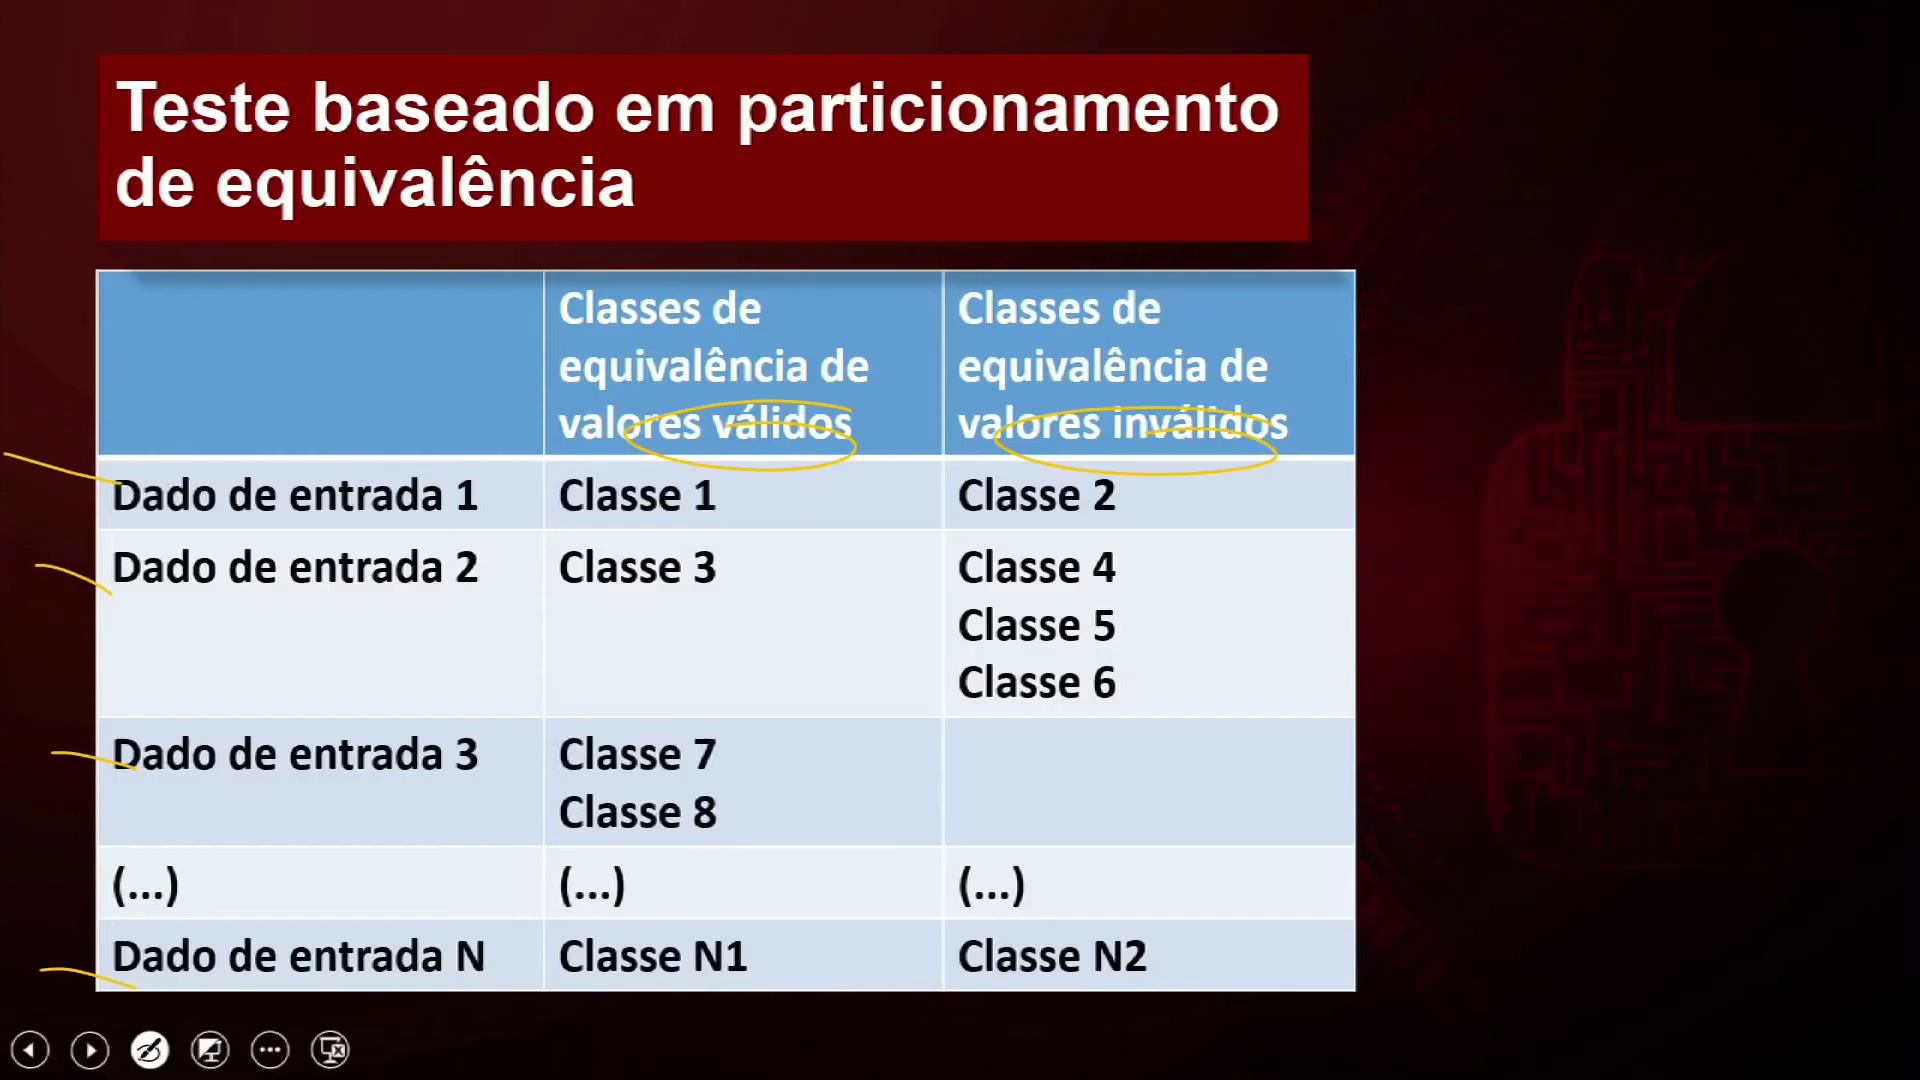 Teste baseado em particionamento
de equivalência
Classes de
equivalência de
valores válidos
Classes de
equivalência de
valores inválidos
Dado de entrada 1
Classe 1
Classe 2
Dado de entrada 2
Classe 3
Classe 4
Classe 5
Classe 6
Dado de entrada 3
Classe 7
Classe 8
(...)
(...)
(...)
Dado de entrada N
Classe N1
Classe N2